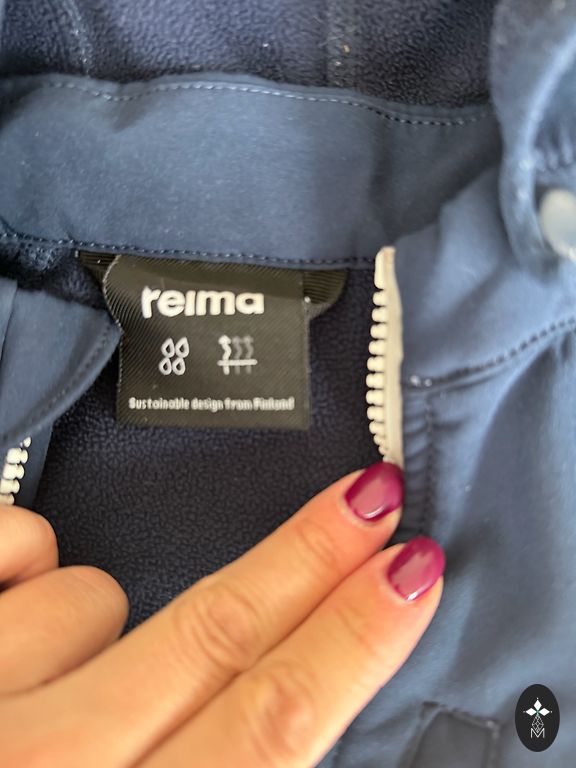 reima
Sustainable design from Finland
M